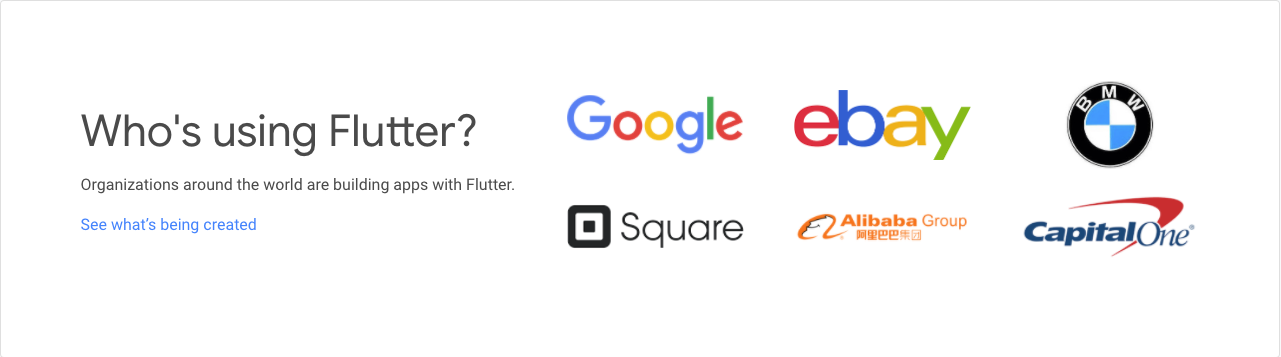 Who's using Flutter?
Organizations around the world are building apps with Flutter.
See what’s being created
Google
ebay
BMW
Square
Alibaba Group
阿里巴巴集团
CapitalOne®